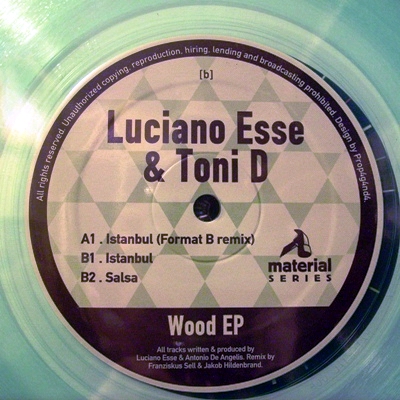 All rights reserved. Unauthorized copying, reproduction, hiring, lending and broadcasting prohibited. Design by Prop4g4nd4.
[b]
Luciano Esse
& Toni D
A1 . Istanbul (Format B remix)
B1 . Istanbul
B2 . Salsa
material
SERIES
Wood EP
All tracks written & produced by
Luciano Esse & Antonio De Angelis. Remix by
Franziskus Sell & Jakob Hildenbrand.